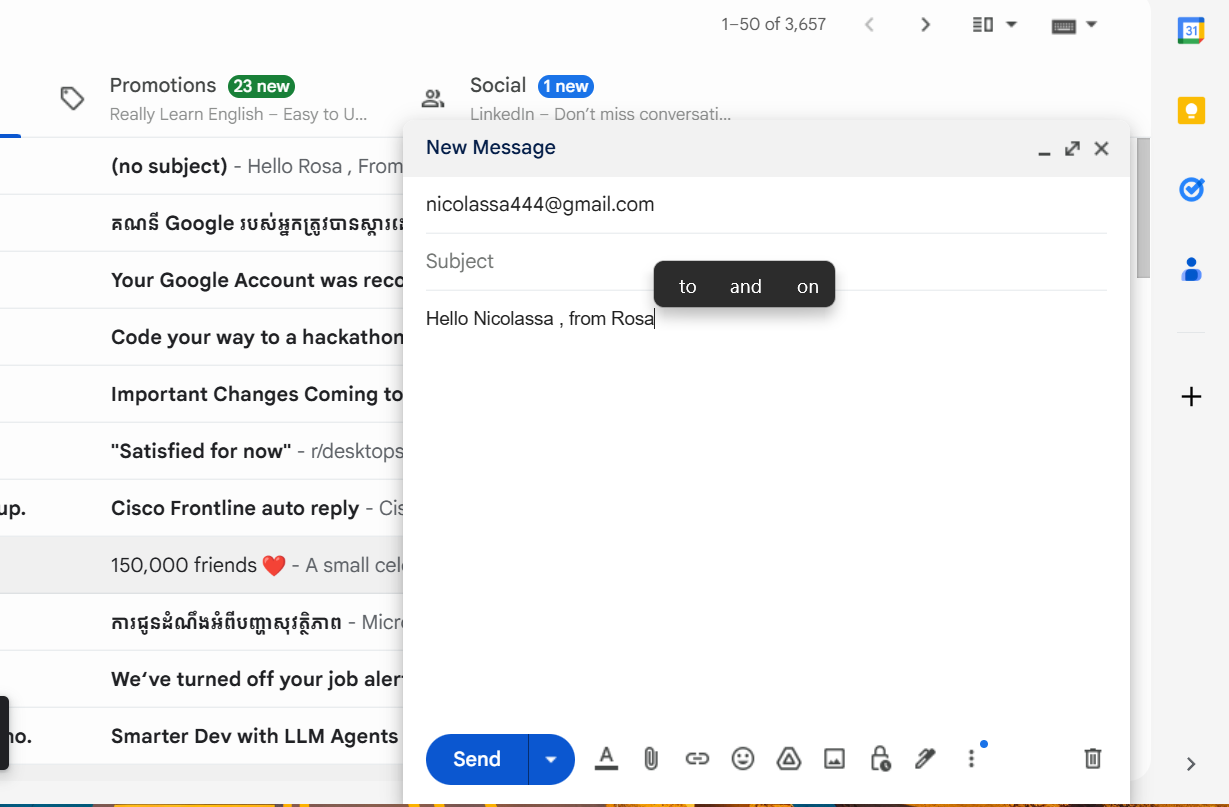 1–50 of 3,657
31
Promotions 23 new
Really Learn English – Easy to U...
Social 1 new
LinkedIn – Don't miss conversati...
(no subject) - Hello Rosa , From
គណនី Google របស់អ្នកត្រូវបានស្តារ
Your Google Account was reco
Code your way to a hackathon
Important Changes Coming to
"Satisfied for now" - r/desktops
up.
Cisco Frontline auto reply - Cis
150,000 friends ❤️ - A small cel
ការជូនដំណឹងអំពីបញ្ហាសុវត្ថិភាព - Micr
We've turned off your job aler
no.
Smarter Dev with LLM Agents
New Message
nicolassa444@gmail.com
Subject
to and on
Hello Nicolassa , from Rosa
Send
A